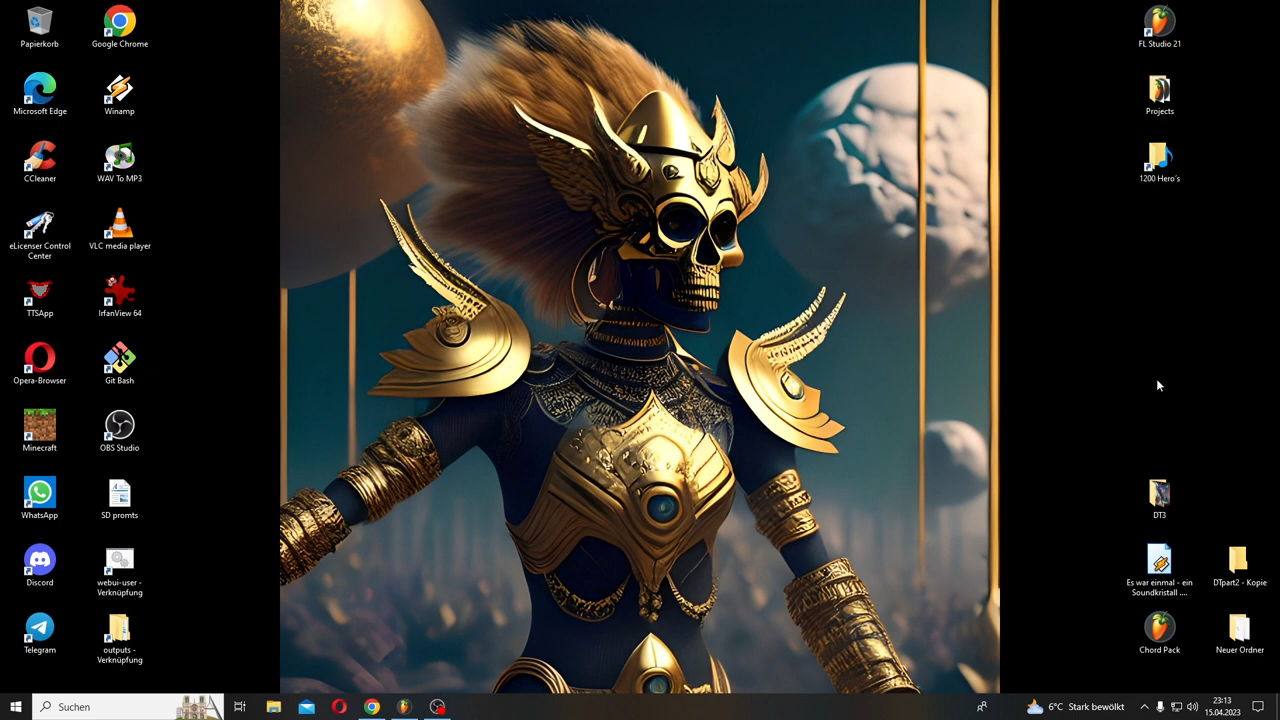 Papierkorb
Google Chrome
Microsoft Edge
Winamp
CCleaner
WAV To MP3
eLicenser Control
Center
VLC media player
TTSApp
IrfanView 64
Opera-Browser
Git Bash
Minecraft
OBS Studio
WhatsApp
SD promts
Discord
webui-user -
Verknüpfung
Telegram
outputs -
Verknüpfung
FL Studio 21
Projects
1200 Hero´s
DT3
Es war einmal - ein
Soundkristall ....
DTpart2 - Kopie
Chord Pack
Neuer Ordner
Suchen
6°C Stark bewölkt
23:13
15.04.2023